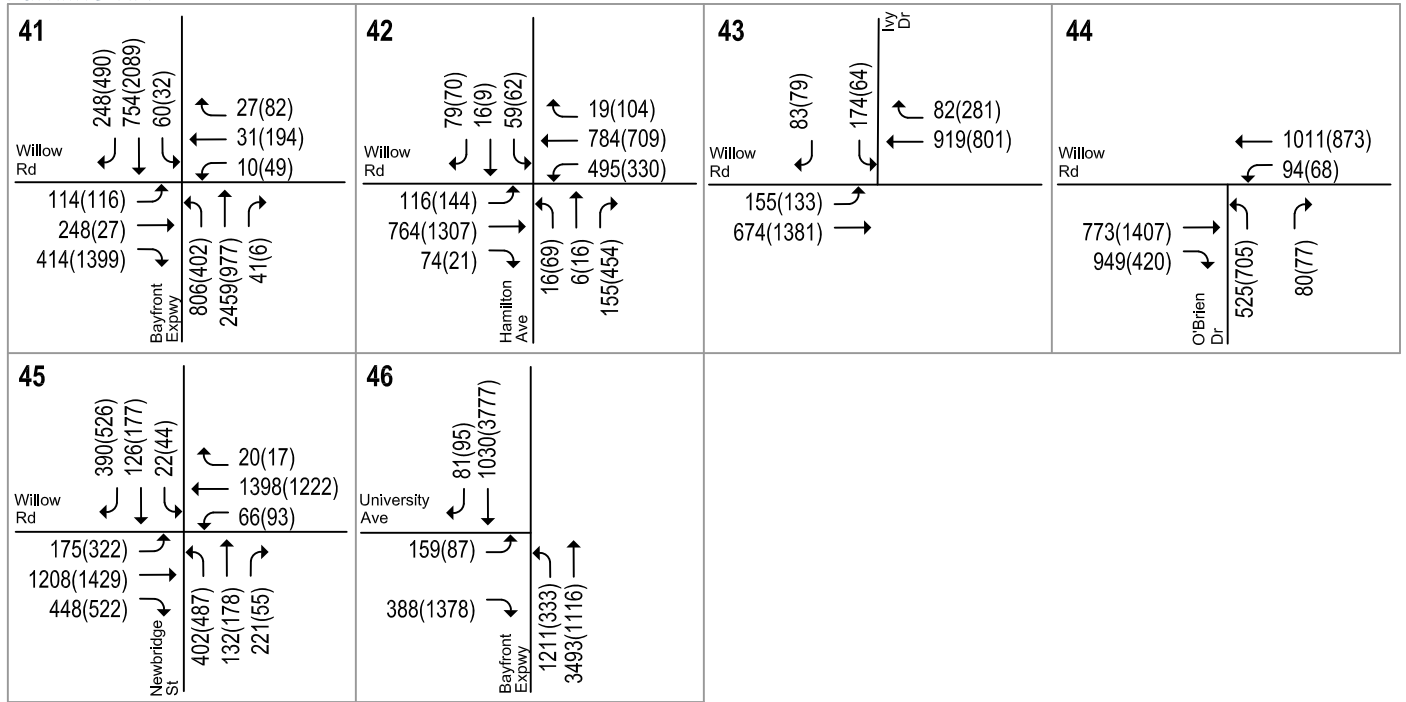 41
248(490)
754(2089)
60(32)
27(82)
31(194)
10(49)
Willow
Rd
114(116)
248(27)
414(1399)
Bayfront
Expwy
806(402)
2459(977)
41(6)
42
79(70)
16(9)
59(62)
19(104)
784(709)
495(330)
Willow
Rd
116(144)
764(1307)
74(21)
Hamilton
Ave
16(69)
6(16)
155(454)
43
83(79)
174(64)
Ivy
Dr
82(281)
919(801)
Willow
Rd
155(133)
674(1381)
44
1011(873)
94(68)
Willow
Rd
773(1407)
949(420)
O'Brien
Dr
525(705)
80(77)
45
390(526)
126(177)
22(44)
20(17)
1398(1222)
66(93)
Willow
Rd
175(322)
1208(1429)
448(522)
Newbridge
St
402(487)
132(178)
221(55)
46
81(95)
1030(3777)
University
Ave
159(87)
388(1378)
Bayfront
Expwy
1211(333)
3493(1116)